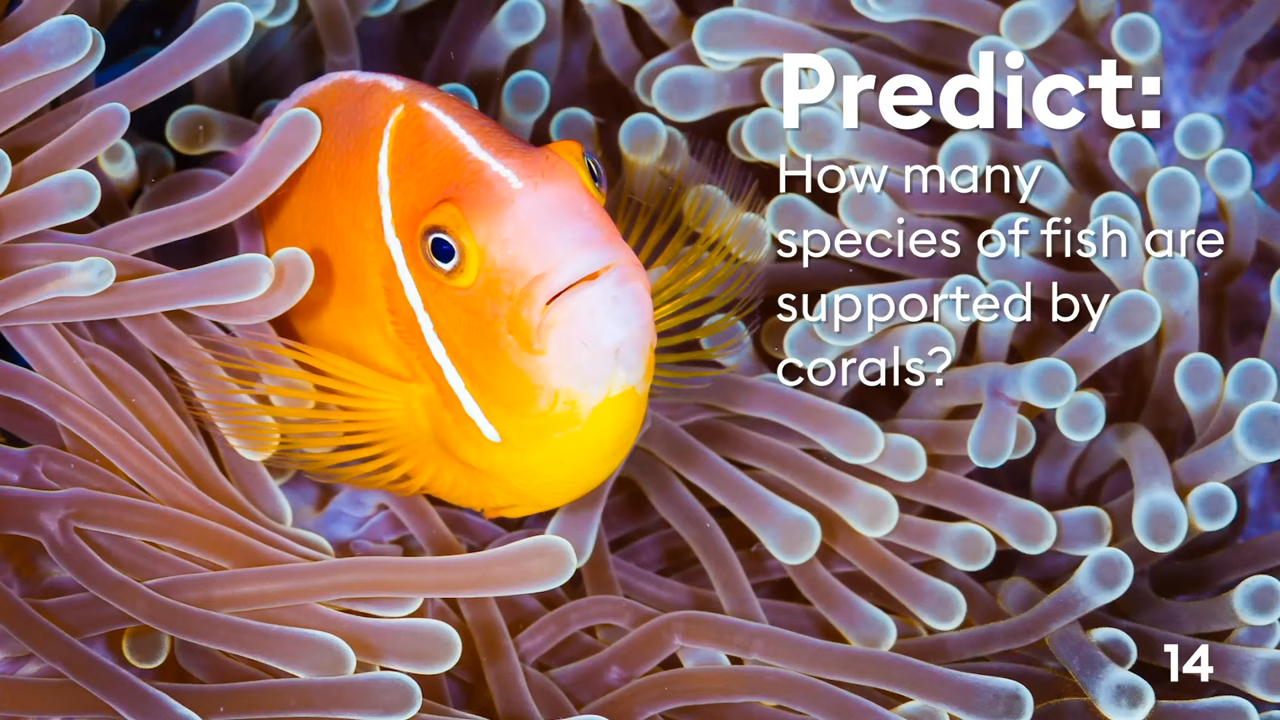 Predict:
How many
species of fish are
supported by
corals?
14